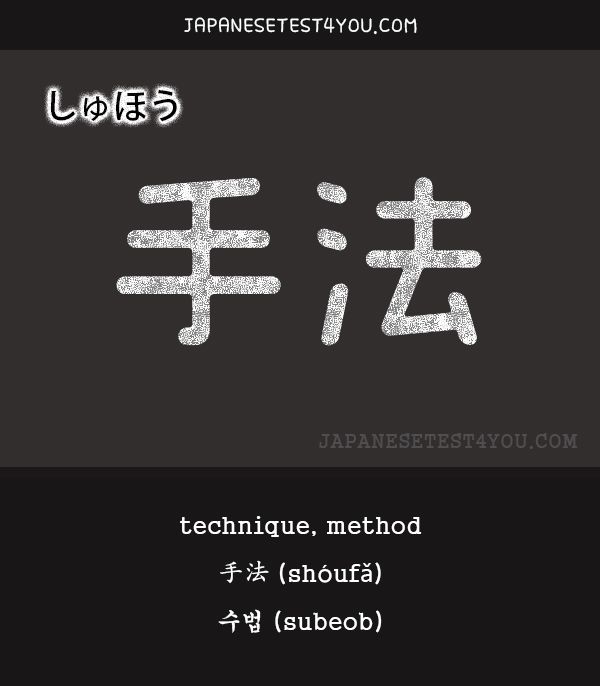 JAPANESETEST4YOU.COM
しゅほう
手法
JAPANESETEST4YOU.COM
technique, method
手法 (shóufǎ)
수법 (subeob)